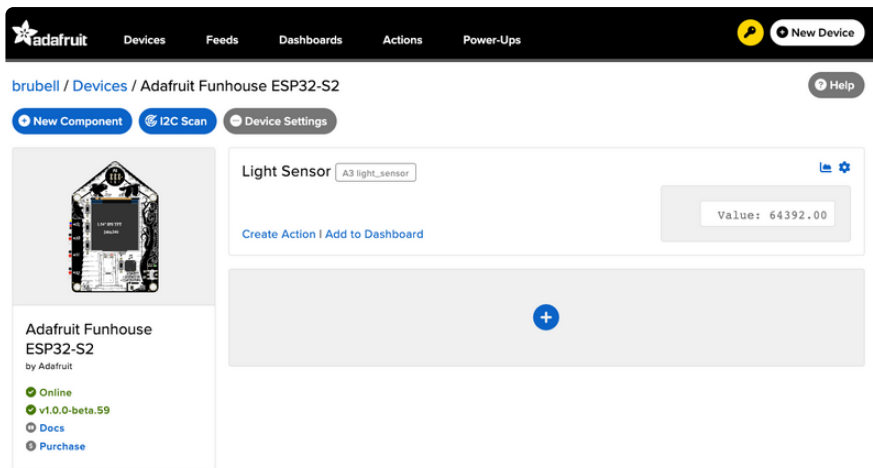 adafruit Devices Feeds Dashboards Actions Power-Ups New Device
brubell / Devices / Adafruit Funhouse ESP32-S2 Help
New Component I2C Scan Device Settings
Light Sensor A3 light_sensor
Value: 64392.00
Create Action | Add to Dashboard
Adafruit Funhouse
ESP32-S2
by Adafruit
Online
v1.0.0-beta.59
Docs
Purchase